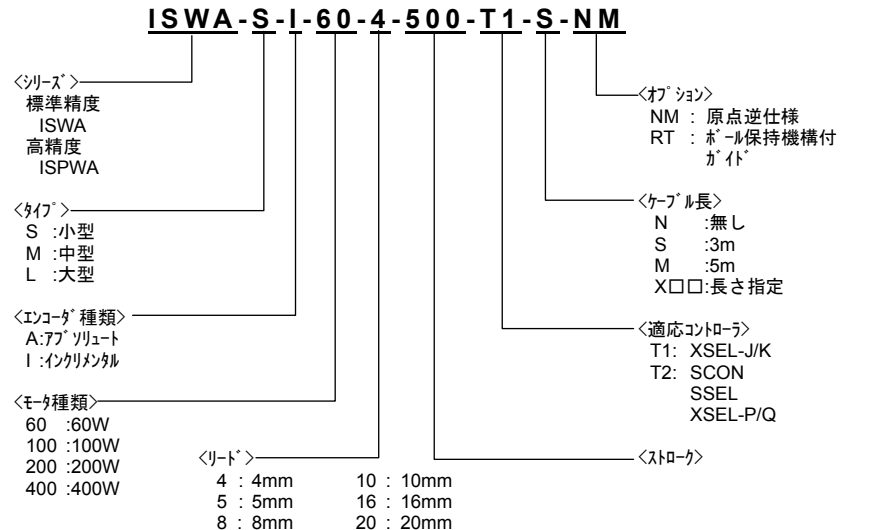 ISWA-S-I-60-4-500-T1-S-NM
〈ｼﾘｰｽﾞ〉
標準精度
ISWA
高精度
ISPWA
〈ﾀｲﾌﾟ〉
S :小型
M :中型
L :大型
〈ｴﾝｺｰﾀﾞ種類〉
A:ｱﾌﾞｿﾘｭｰﾄ
I :ｲﾝｸﾘﾒﾝﾀﾙ
〈ﾓｰﾀ種類〉
60 :60W
100 :100W
200 :200W
400 :400W
〈ﾘｰﾄﾞ〉
4 : 4mm 10 : 10mm
5 : 5mm 16 : 16mm
8 : 8mm 20 : 20mm
〈ｵﾌﾟｼｮﾝ〉
NM : 原点逆仕様
RT : ﾎﾞｰﾙ保持機構付
ｶﾞｲﾄﾞ
〈ｹｰﾌﾞﾙ長〉
N :無し
S :3m
M :5m
X□□:長さ指定
〈適応ｺﾝﾄﾛｰﾗ〉
T1: XSEL-J/K
T2: SCON
SSEL
XSEL-P/Q
〈ｽﾄﾛｰｸ〉